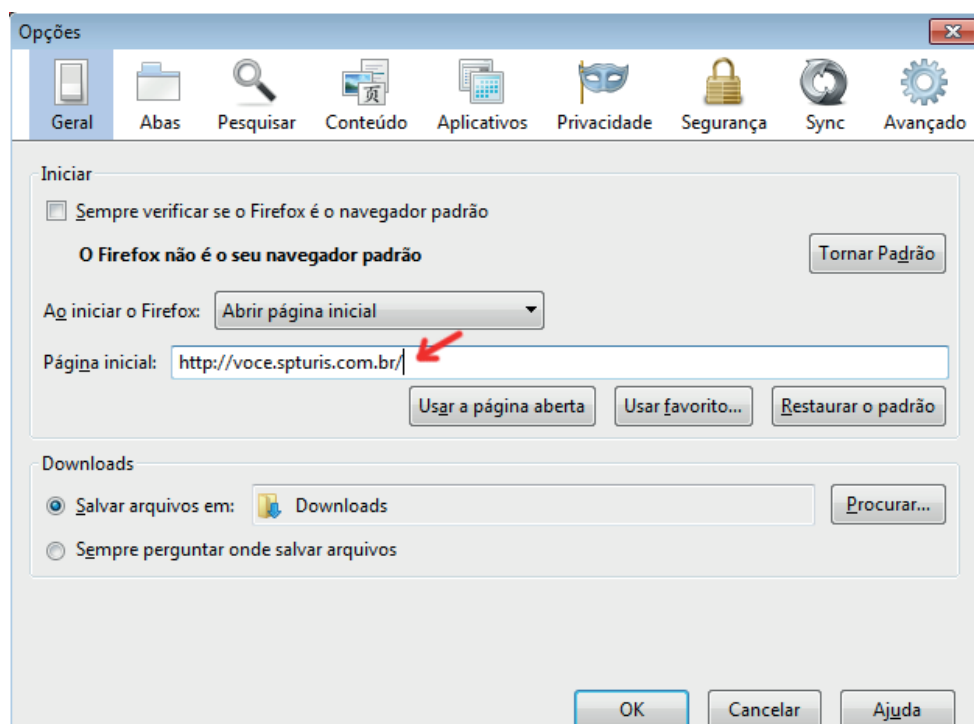 Opções
Geral Abas Pesquisar Conteúdo Aplicativos Privacidade Segurança Sync Avançado
Iniciar
Sempre verificar se o Firefox é o navegador padrão
O Firefox não é o seu navegador padrão
Tornar Padrão
Ao iniciar o Firefox: Abrir página inicial
Página inicial: http://voce.spturis.com.br/
Usar a página aberta Usar favorito... Restaurar o padrão
Downloads
Salvar arquivos em: Downloads Procurar...
Sempre perguntar onde salvar arquivos
OK Cancelar Ajuda